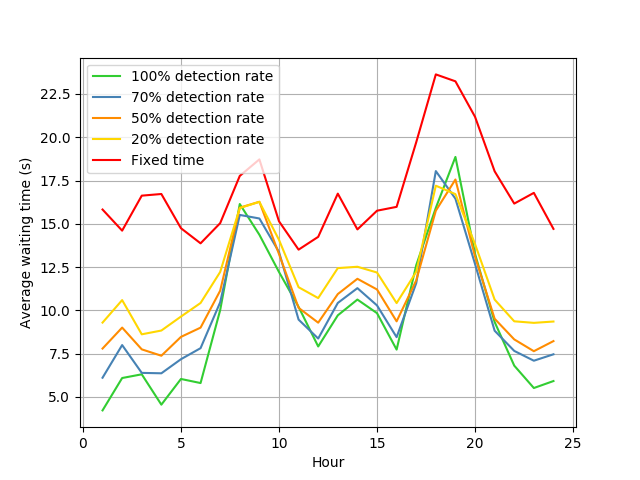 100% detection rate
70% detection rate
50% detection rate
20% detection rate
Fixed time
22.5
20.0
17.5
15.0
12.5
10.0
7.5
5.0
Average waiting time (s)
0 5 10 15 20 25
Hour